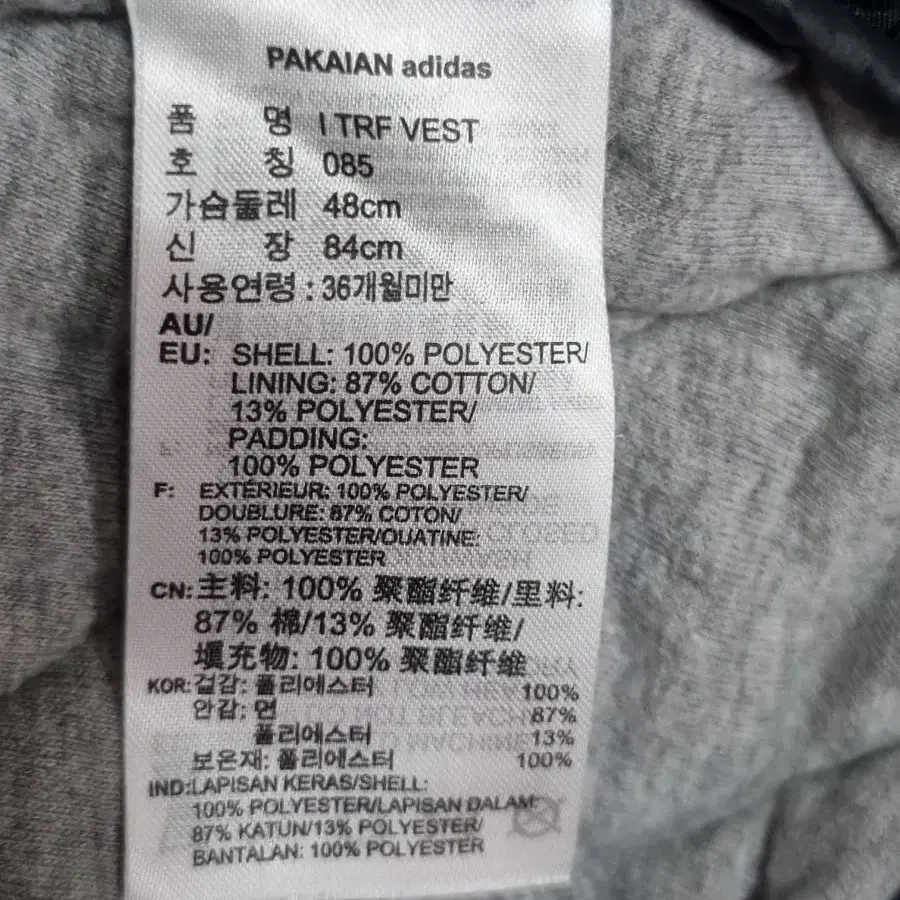 PAKAIAN adidas
품 명 I TRF VEST
호 칭 085
가슴둘레 48cm
신 장 84cm
사용연령 : 36개월미만
AU/
EU: SHELL: 100% POLYESTER/
LINING: 87% COTTON/
13% POLYESTER/
PADDING:
100% POLYESTER
F: EXTÉRIEUR: 100% POLYESTER/
DOUBLURE: 87% COTON/
13% POLYESTER/OUATINE:
100% POLYESTER
CN: 主料: 100% 聚酯纤维/里料:
87% 棉/13% 聚酯纤维/
填充物: 100% 聚酯纤维
KOR: 겉감: 폴리에스터 100%
안감: 면 87%
폴리에스터 13%
보온재: 폴리에스터 100%
IND:LAPISAN KERAS/SHELL:
100% POLYESTER/LAPISAN DALAM:
87% KATUN/13% POLYESTER/
BANTALAN: 100% POLYESTER